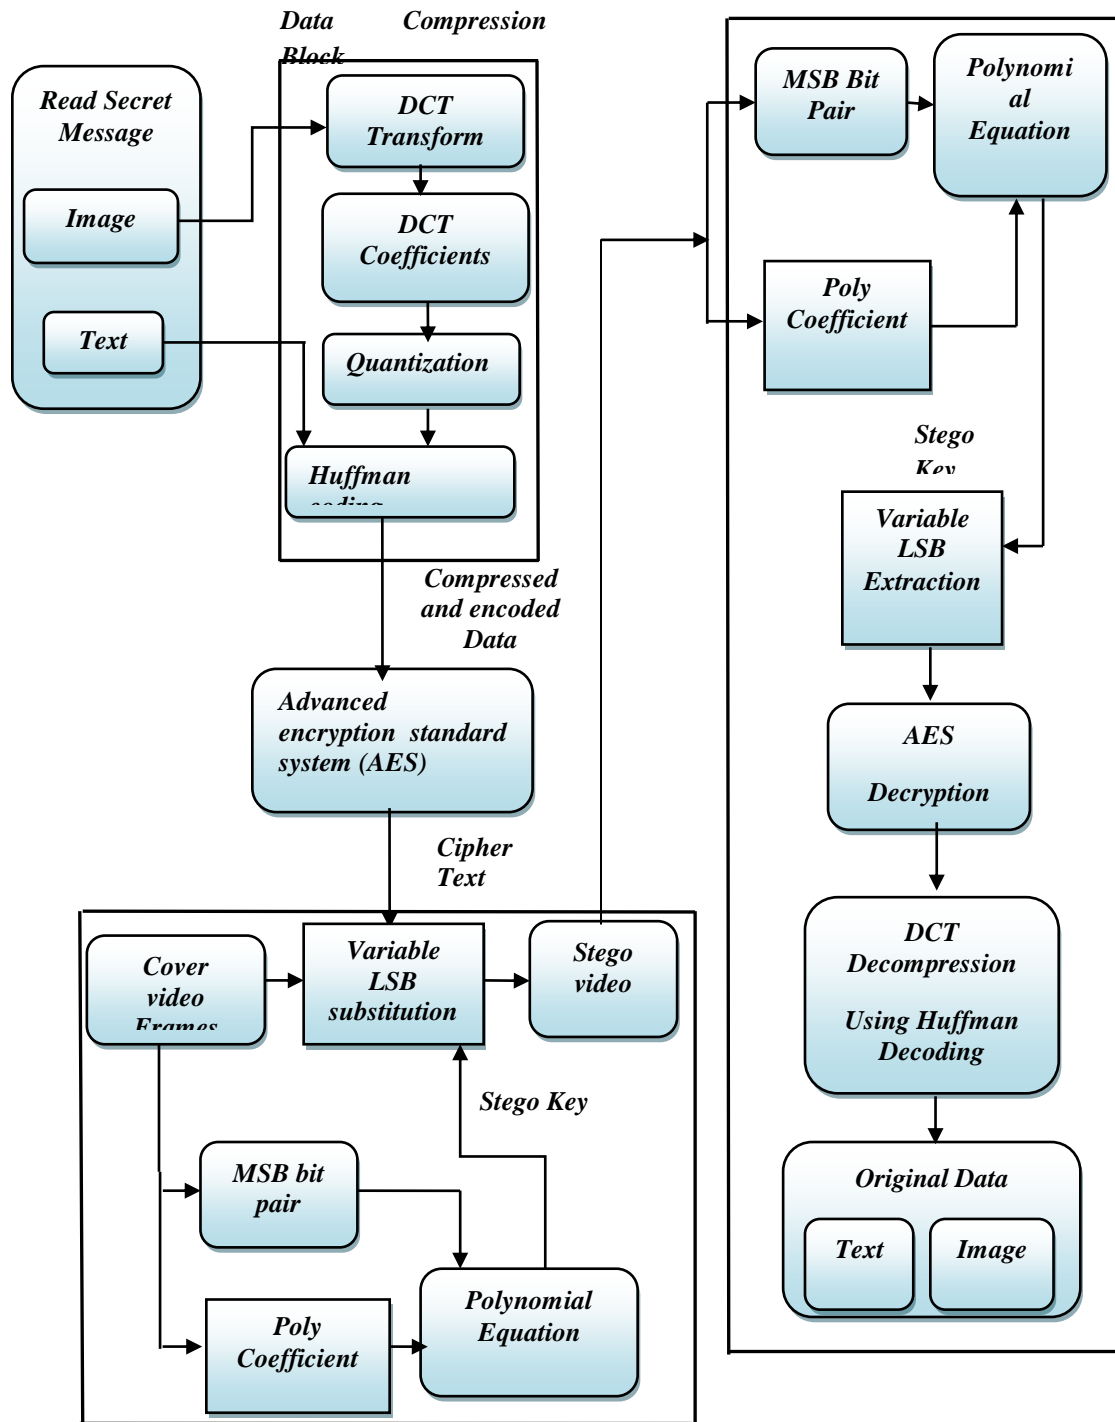 Data Compression
Block
Read Secret
Message
Image
Text
DCT
Transform
DCT
Coefficients
Quantization
Huffman
coding
Compressed
and encoded
Data
Advanced
encryption standard
system (AES)
Cipher
Text
Cover
video
Frames
Variable
LSB
substitution
Stego
video
Stego Key
MSB bit
pair
Poly
Coefficient
Polynomial
Equation
MSB Bit
Pair
Polynomi
al
Equation
Poly
Coefficient
Stego
Key
Variable
LSB
Extraction
AES
Decryption
DCT
Decompression
Using Huffman
Decoding
Original Data
Text
Image